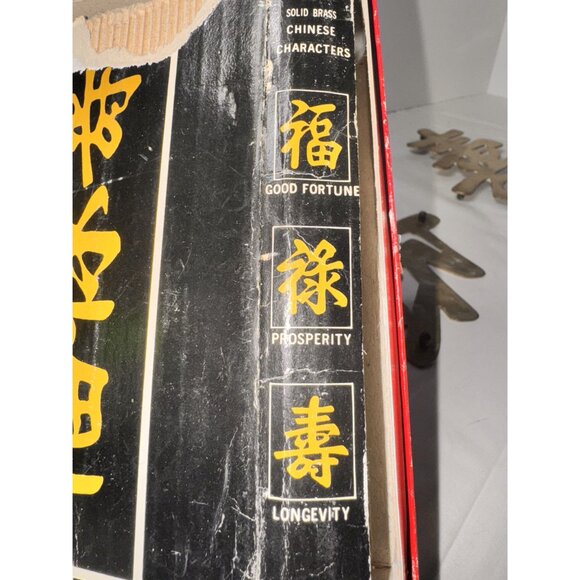 SOLID BRASS
CHINESE
CHARACTERS
福
GOOD FORTUNE
祿
PROSPERITY
壽
LONGEVITY